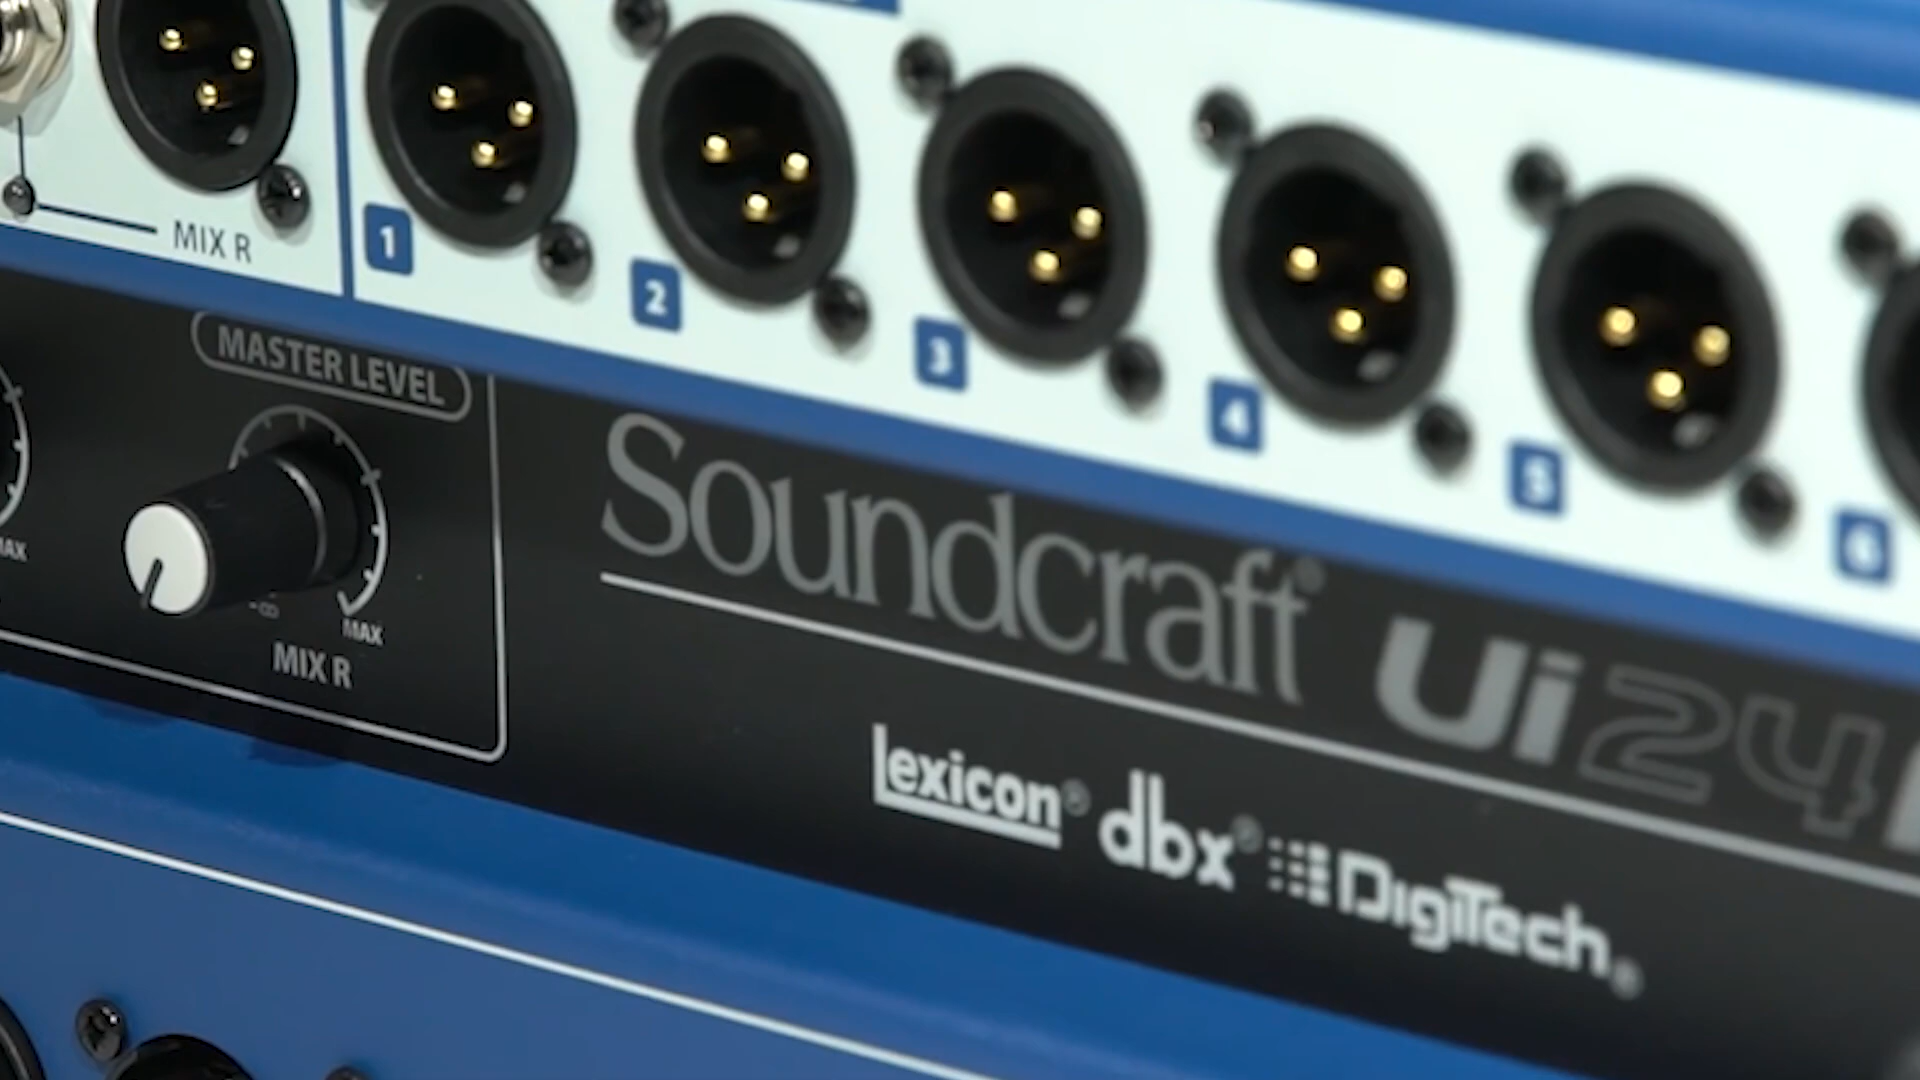 MIX R
1 2 3 4 5 6
MASTER LEVEL
MAX
-∞
MAX
MIX R
Soundcraft® Ui24
lexicon® dbx® DigiTech®